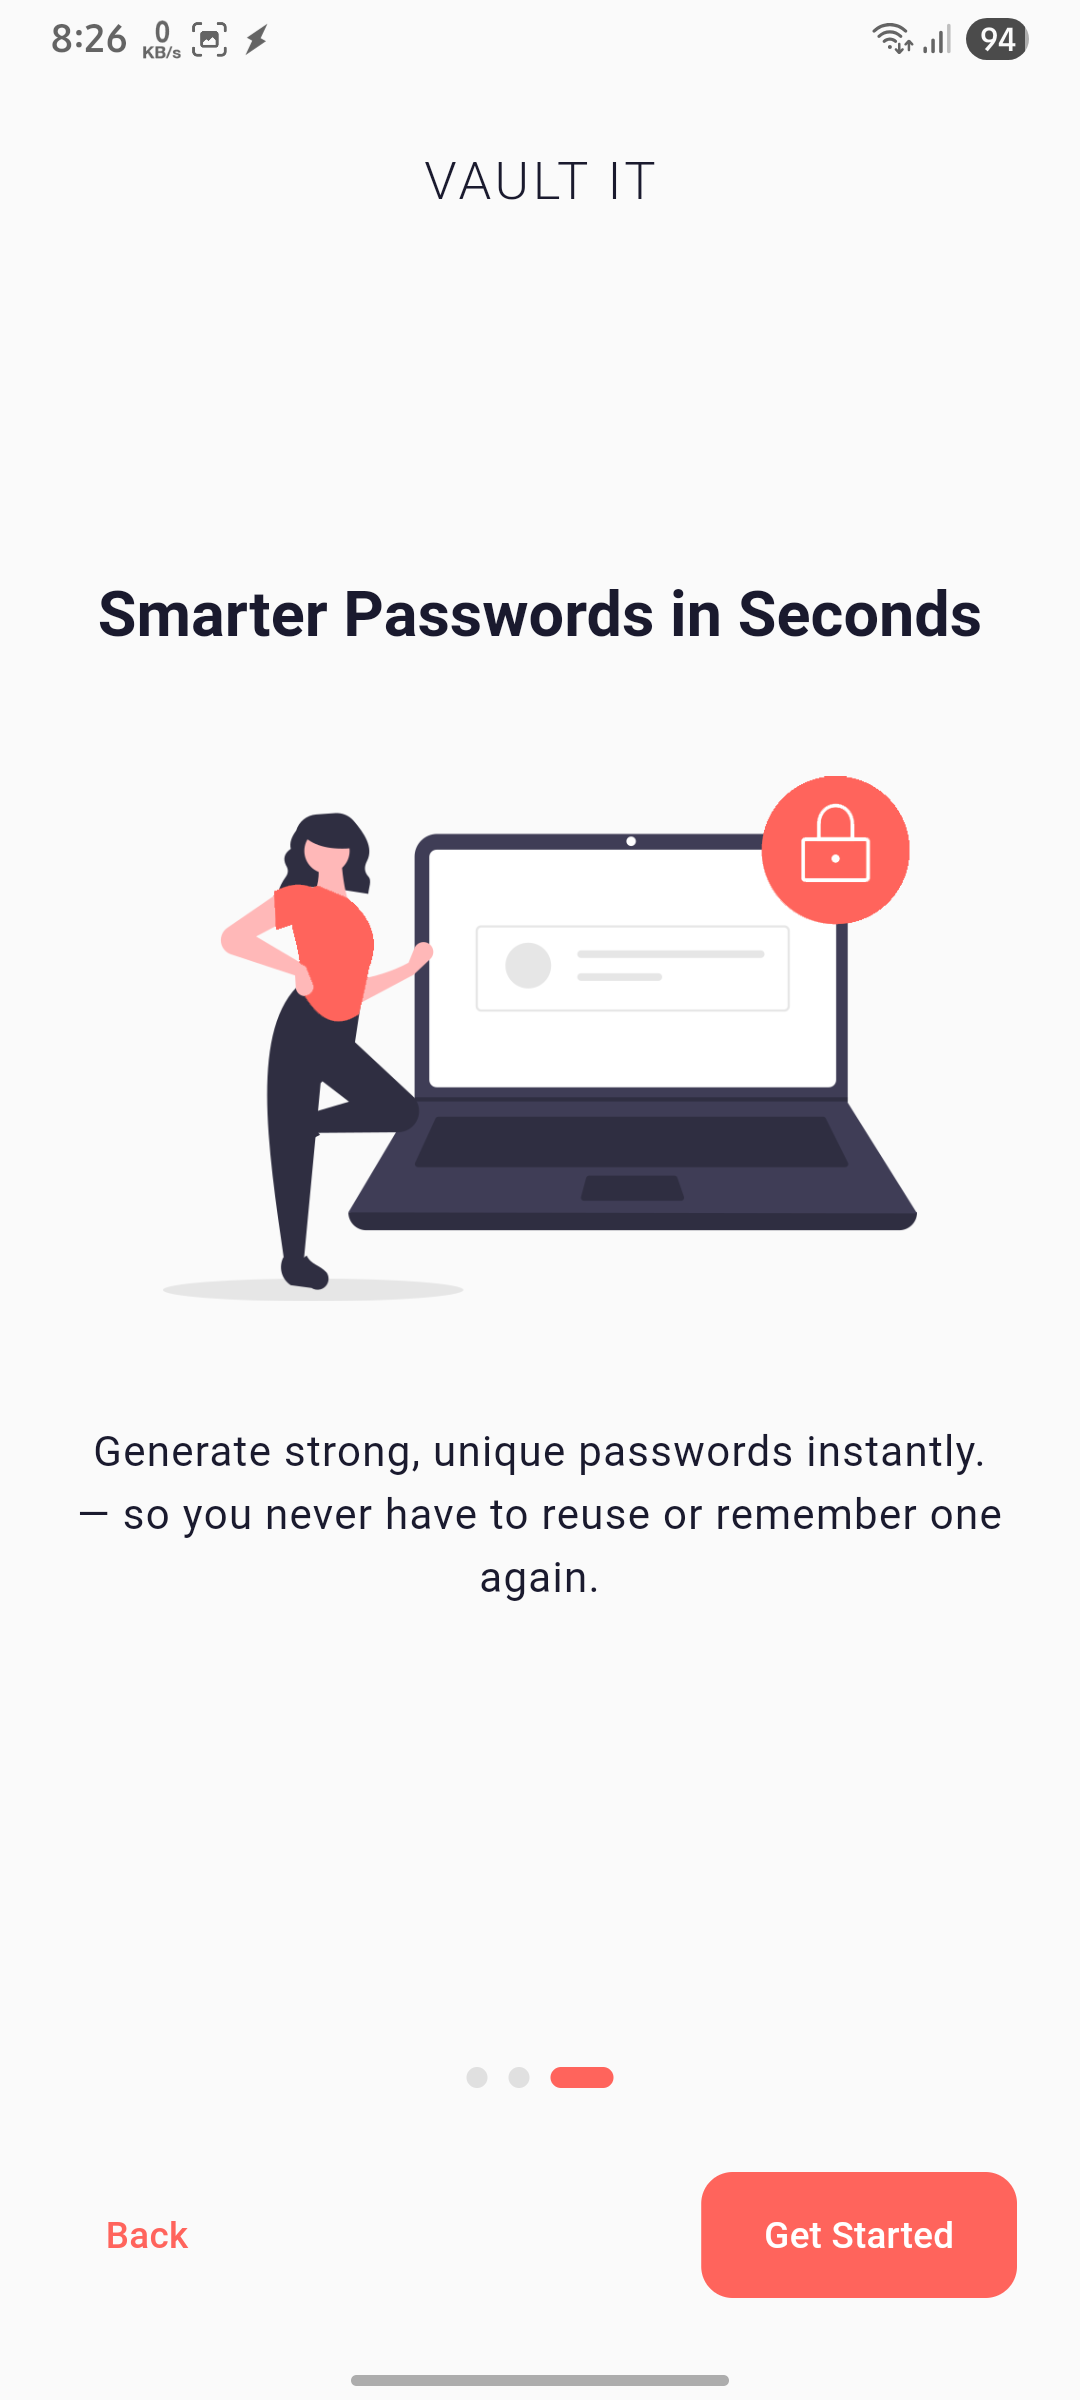 8:26 0 KB/s 94
VAULT IT
Smarter Passwords in Seconds
Generate strong, unique passwords instantly.
— so you never have to reuse or remember one
again.
Back Get Started